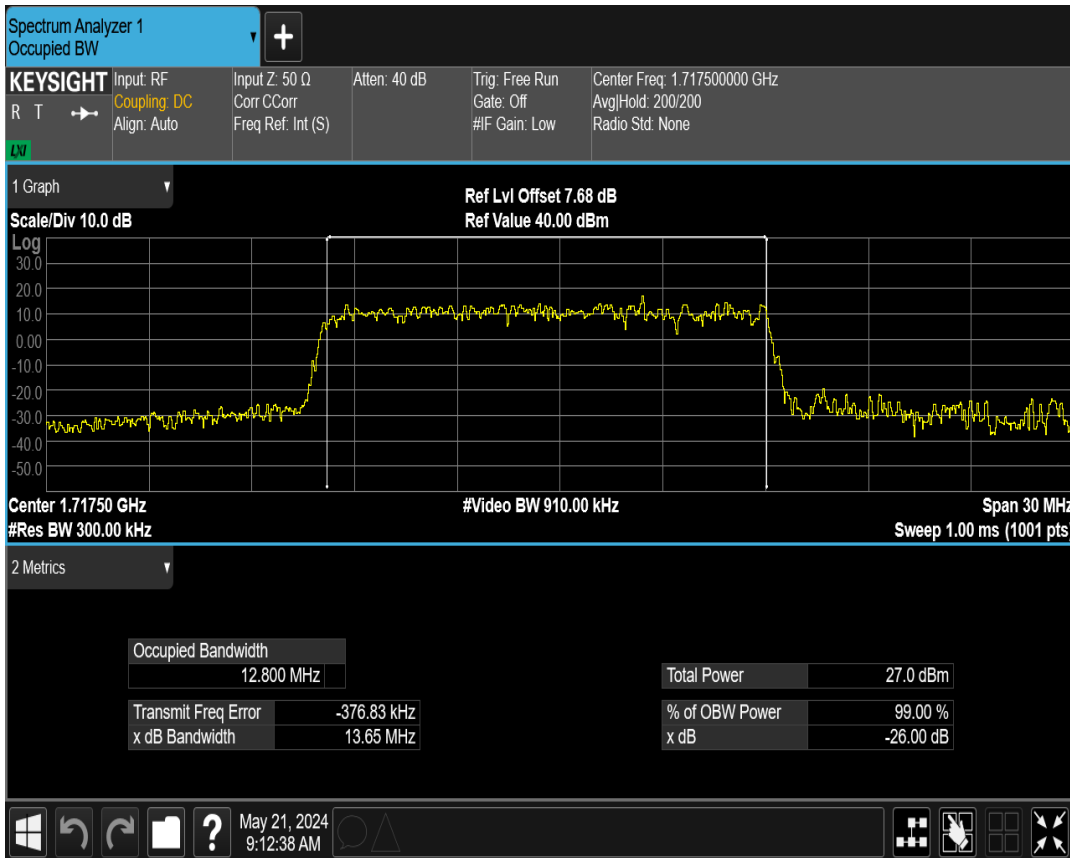 Spectrum Analyzer 1
Occupied BW
KEYSIGHT
R T
LXI
Input: RF
Coupling: DC
Align: Auto
Input Z: 50 Ω
Corr CCorr
Freq Ref: Int (S)
Atten: 40 dB
Trig: Free Run
Gate: Off
#IF Gain: Low
Center Freq: 1.717500000 GHz
Avg|Hold: 200/200
Radio Std: None
1 Graph
Ref Lvl Offset 7.68 dB
Scale/Div 10.0 dB
Ref Value 40.00 dBm
Log
30.0
20.0
10.0
0.00
-10.0
-20.0
-30.0
-40.0
-50.0
Center 1.71750 GHz
#Video BW 910.00 kHz
Span 30 MHz
#Res BW 300.00 kHz
Sweep 1.00 ms (1001 pts)
2 Metrics
Occupied Bandwidth
12.800 MHz
Total Power 27.0 dBm
Transmit Freq Error -376.83 kHz
% of OBW Power 99.00 %
x dB Bandwidth 13.65 MHz
x dB -26.00 dB
?
May 21, 2024
9:12:38 AM